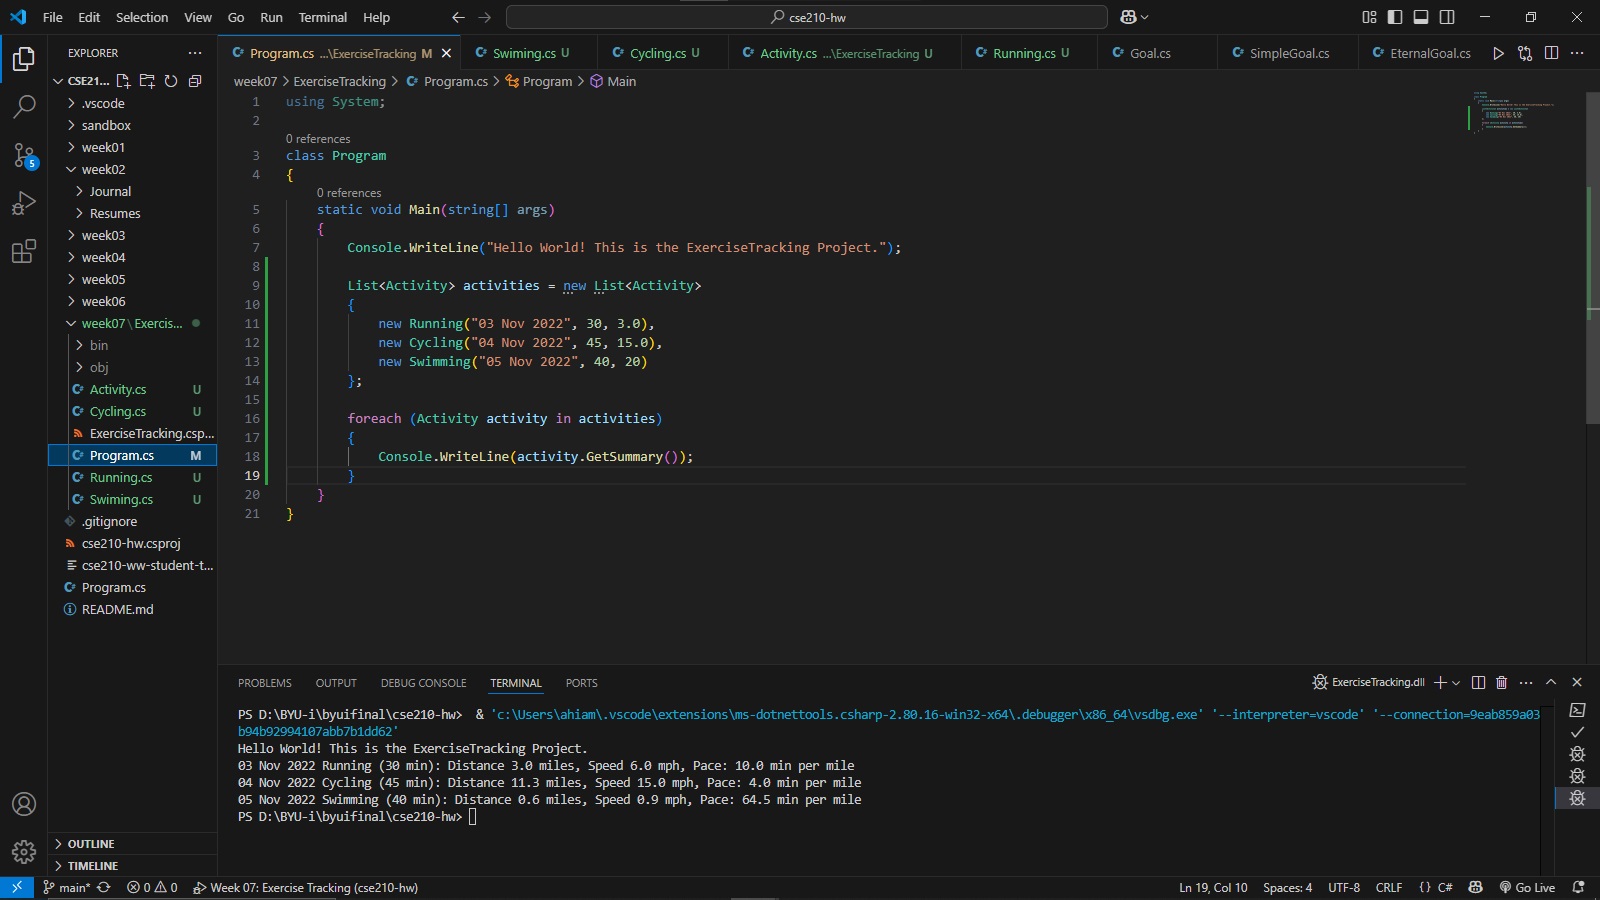 File Edit Selection View Go Run Terminal Help
cse210-hw
EXPLORER
CSE21...
.vscode
sandbox
week01
week02
Journal
Resumes
week03
week04
week05
week06
week07\Exercis...
bin
obj
Activity.cs U
Cycling.cs U
ExerciseTracking.csp...
Program.cs M
Running.cs U
Swiming.cs U
.gitignore
cse210-hw.csproj
cse210-ww-student-t...
Program.cs
README.md
OUTLINE
TIMELINE
5
Program.cs ...\ExerciseTracking M
Swiming.cs U
Cycling.cs U
Activity.cs ...\ExerciseTracking U
Running.cs U
Goal.cs
SimpleGoal.cs
EternalGoal.cs
week07 > ExerciseTracking > Program.cs > Program > Main
1 using System;
2
0 references
3 class Program
4 {
0 references
5 static void Main(string[] args)
6 {
7 Console.WriteLine("Hello World! This is the ExerciseTracking Project.");
8
9 List<Activity> activities = new List<Activity>
10 {
11 new Running("03 Nov 2022", 30, 3.0),
12 new Cycling("04 Nov 2022", 45, 15.0),
13 new Swimming("05 Nov 2022", 40, 20)
14 };
15
16 foreach (Activity activity in activities)
17 {
18 Console.WriteLine(activity.GetSummary());
19 }
20 }
21 }
PROBLEMS OUTPUT DEBUG CONSOLE TERMINAL PORTS
ExerciseTracking.dll
PS D:\BYU-i\byuifinal\cse210-hw> & 'c:\Users\ahiam\.vscode\extensions\ms-dotnettools.csharp-2.80.16-win32-x64\.debugger\x86_64\vsdbg.exe' '--interpreter=vscode' '--connection=9eab859a03
b94b92994107abb7b1dd62'
Hello World! This is the ExerciseTracking Project.
03 Nov 2022 Running (30 min): Distance 3.0 miles, Speed 6.0 mph, Pace: 10.0 min per mile
04 Nov 2022 Cycling (45 min): Distance 11.3 miles, Speed 15.0 mph, Pace: 4.0 min per mile
05 Nov 2022 Swimming (40 min): Distance 0.6 miles, Speed 0.9 mph, Pace: 64.5 min per mile
PS D:\BYU-i\byuifinal\cse210-hw>
main* 0 0 Week 07: Exercise Tracking (cse210-hw)
Ln 19, Col 10 Spaces: 4 UTF-8 CRLF {} C# Go Live